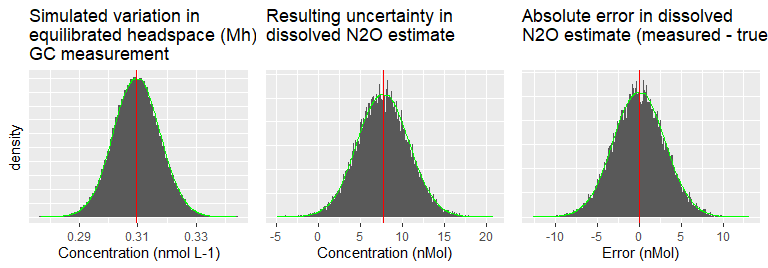 Simulated variation in
equilibrated headspace (Mh)
GC measurement
Resulting uncertainty in
dissolved N2O estimate
Absolute error in dissolved
N2O estimate (measured - true
density
0.29 0.31 0.33
Concentration (nmol L-1)
-5 0 5 10 15 20
Concentration (nMol)
-10 -5 0 5 10
Error (nMol)